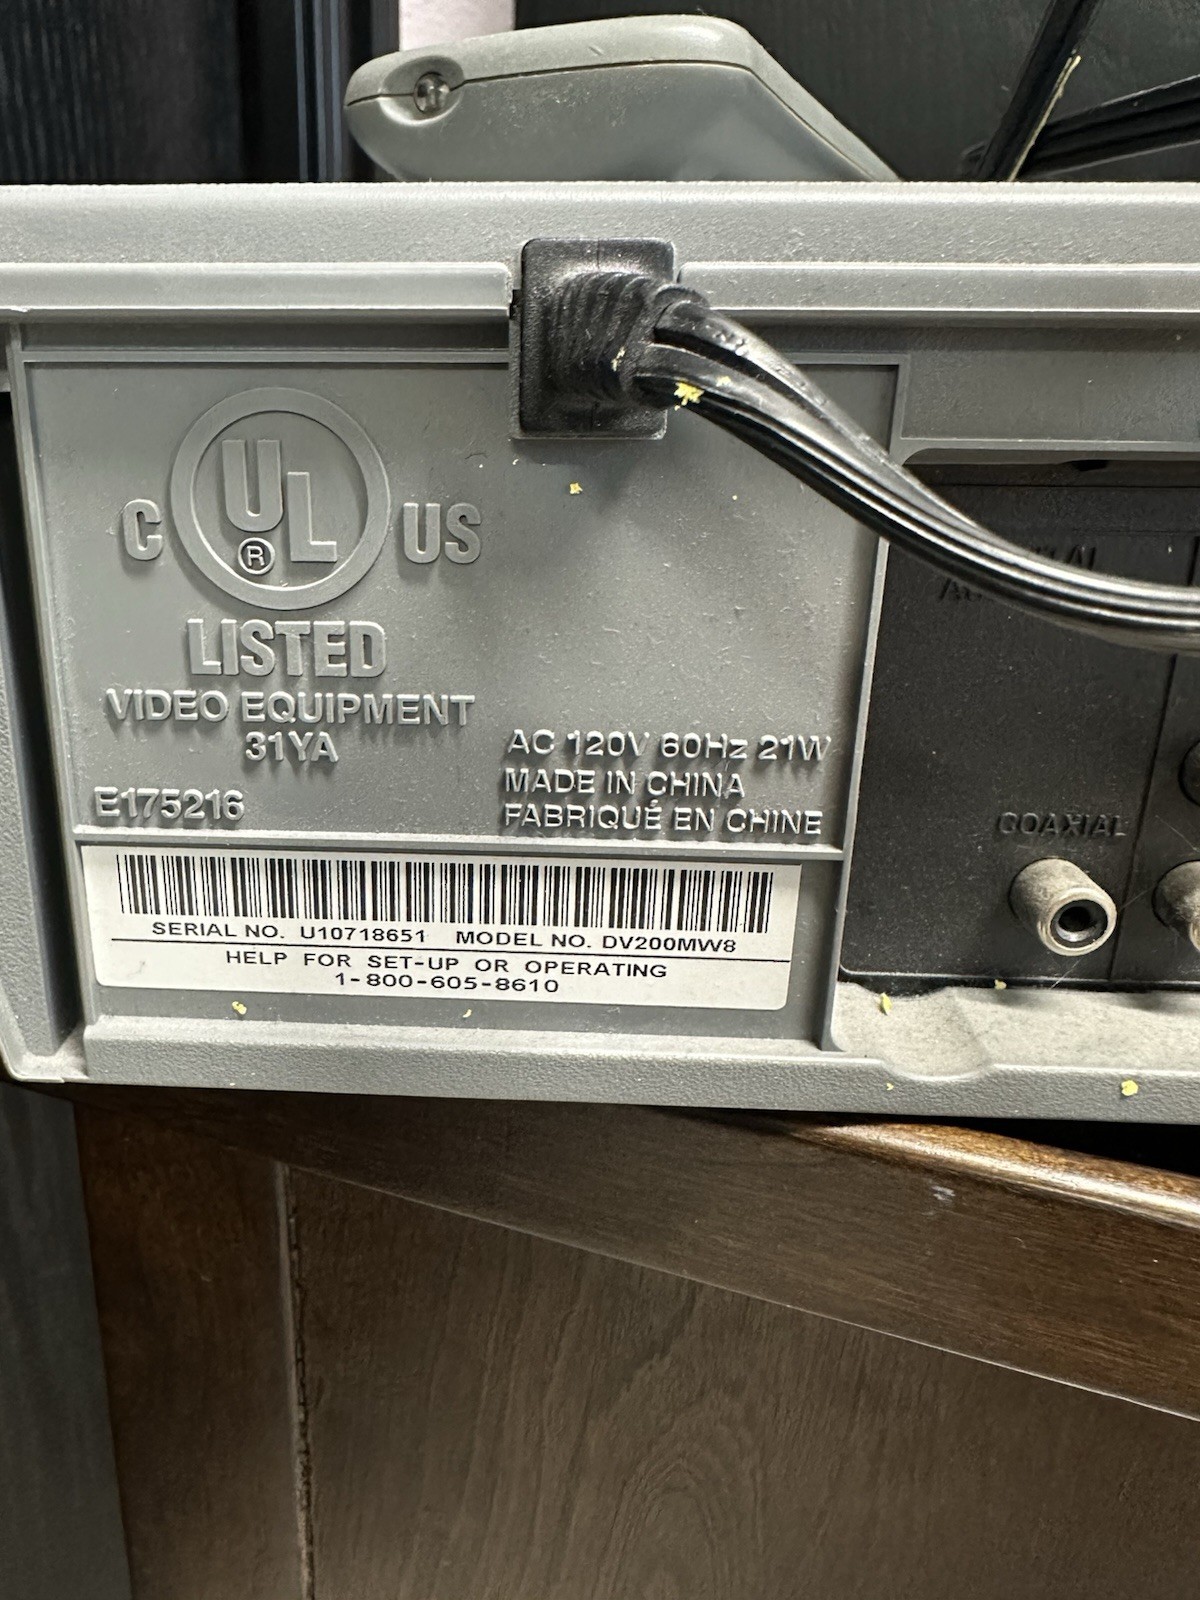 C UL® US
LISTED
VIDEO EQUIPMENT
31YA
E175216
AC 120V 60Hz 21W
MADE IN CHINA
FABRIQUÉ EN CHINE
SERIAL NO. U10718651 MODEL NO. DV200MW8
HELP FOR SET-UP OR OPERATING
1-800-605-8610
COAXIAL